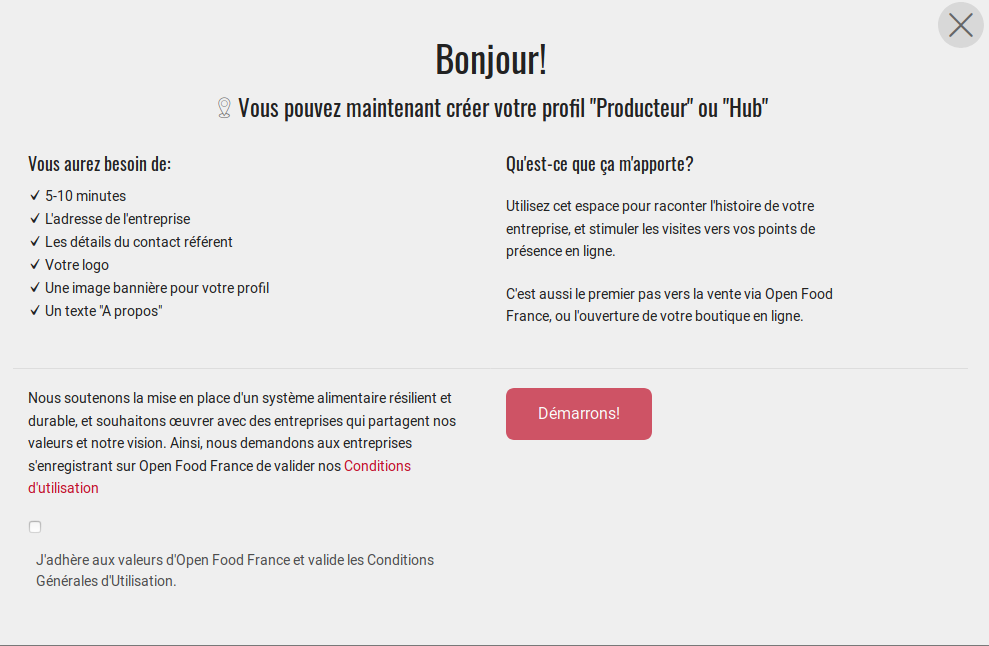 Bonjour!
Vous pouvez maintenant créer votre profil "Producteur" ou "Hub"
Vous aurez besoin de:
✓ 5-10 minutes
✓ L'adresse de l'entreprise
✓ Les détails du contact référent
✓ Votre logo
✓ Une image bannière pour votre profil
✓ Un texte "A propos"
Qu'est-ce que ça m'apporte?
Utilisez cet espace pour raconter l'histoire de votre
entreprise, et stimuler les visites vers vos points de
présence en ligne.
C'est aussi le premier pas vers la vente via Open Food
France, ou l'ouverture de votre boutique en ligne.
Nous soutenons la mise en place d'un système alimentaire résilient et
durable, et souhaitons œuvrer avec des entreprises qui partagent nos
valeurs et notre vision. Ainsi, nous demandons aux entreprises
s'enregistrant sur Open Food France de valider nos Conditions
d'utilisation
J'adhère aux valeurs d'Open Food France et valide les Conditions
Générales d'Utilisation.
Démarrons!